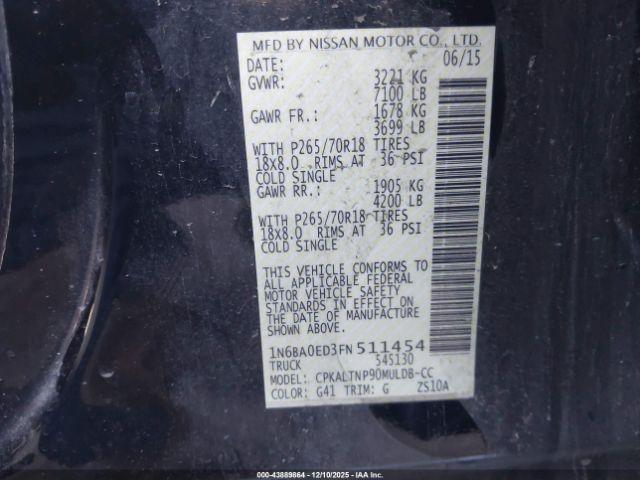 MFD BY NISSAN MOTOR CO., LTD.
DATE: 06/15
GVWR: 3221 KG
7100 LB
GAWR FR.: 1678 KG
3699 LB
WITH P265/70R18 TIRES
18x8.0 RIMS AT 36 PSI
COLD SINGLE
GAWR RR.: 1905 KG
4200 LB
WITH P265/70R18 TIRES
18x8.0 RIMS AT 36 PSI
COLD SINGLE
THIS VEHICLE CONFORMS TO
ALL APPLICABLE FEDERAL
MOTOR VEHICLE SAFETY
STANDARDS IN EFFECT ON
THE DATE OF MANUFACTURE
SHOWN ABOVE.
1N6BA0ED3FN511454
TRUCK 545130
MODEL: CPKALTNP90MULDB-CC
COLOR: G41 TRIM: G ZS10A
000-43889864 - 12/10/2025 - IAA Inc.